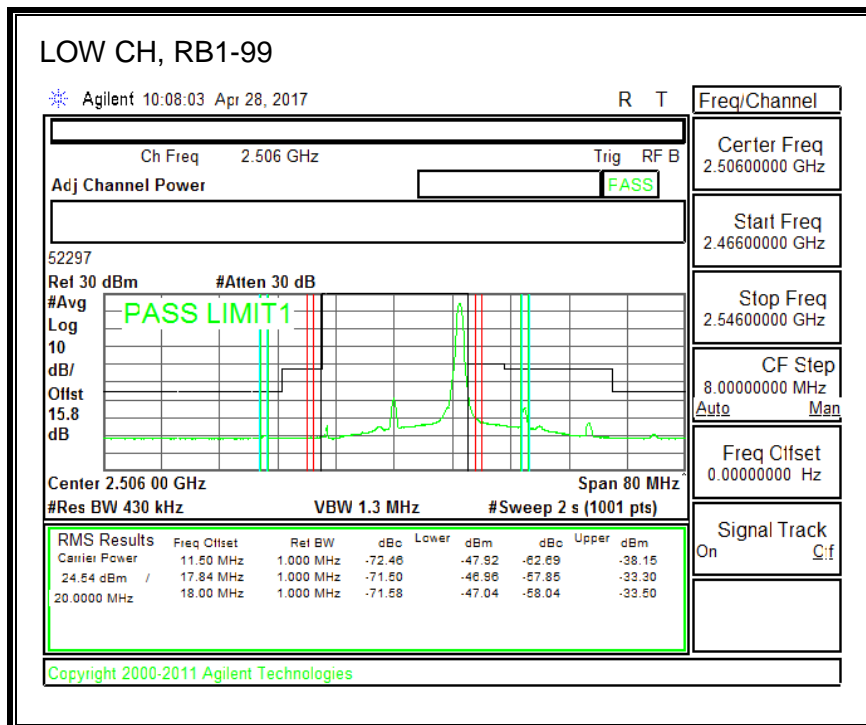 LOW CH, RB1-99
Agilent 10:08:03 Apr 28, 2017 R T
Ch Freq 2.506 GHz Trig RF B
Adj Channel Power FASS
52297
Ref 30 dBm #Atten 30 dB
#Avg
Log
10
dB/
Offst
15.8
dB
PASS LIMIT1
Center 2.506 00 GHz Span 80 MHz^
#Res BW 430 kHz VBW 1.3 MHz #Sweep 2 s (1001 pts)
RMS Results Freq Offset Ref BW dBc Lower dBm dBc Upper dBm
Carrier Power 11.50 MHz 1.000 MHz -72.46 -47.92 -62.69 -38.15
24.54 dBm / 17.84 MHz 1.000 MHz -71.50 -46.96 -57.85 -33.30
20.0000 MHz 18.00 MHz 1.000 MHz -71.58 -47.04 -58.04 -33.50
Copyright 2000-2011 Agilent Technologies
Freq/Channel
Center Freq
2.50600000 GHz
Start Freq
2.46600000 GHz
Stop Freq
2.54600000 GHz
CF Step
8.00000000 MHz
Auto Man
Freq Offset
0.00000000 Hz
Signal Track
On Off